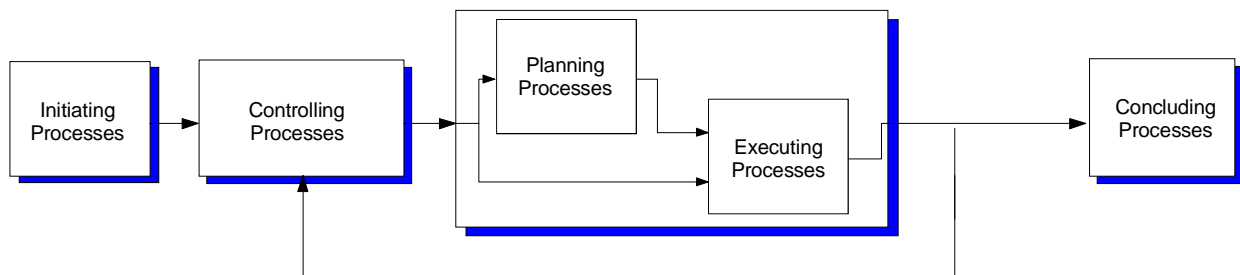 Initiating
Processes
Controlling
Processes
Planning
Processes
Executing
Processes
Concluding
Processes